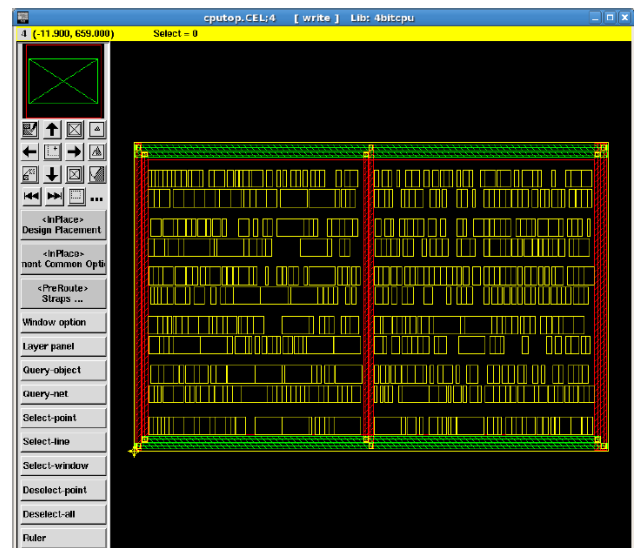 cputop.CEL;4 [ write ] Lib: 4bitcpu
4 (-11.900, 659.000) Select = 0
...
<InPlace>
Design Placement
<InPlace>
nent Common Opti
<PreRoute>
Straps ...
Window option
Layer panel
Query-object
Query-net
Select-point
Select-line
Select-window
Deselect-point
Deselect-all
Ruler